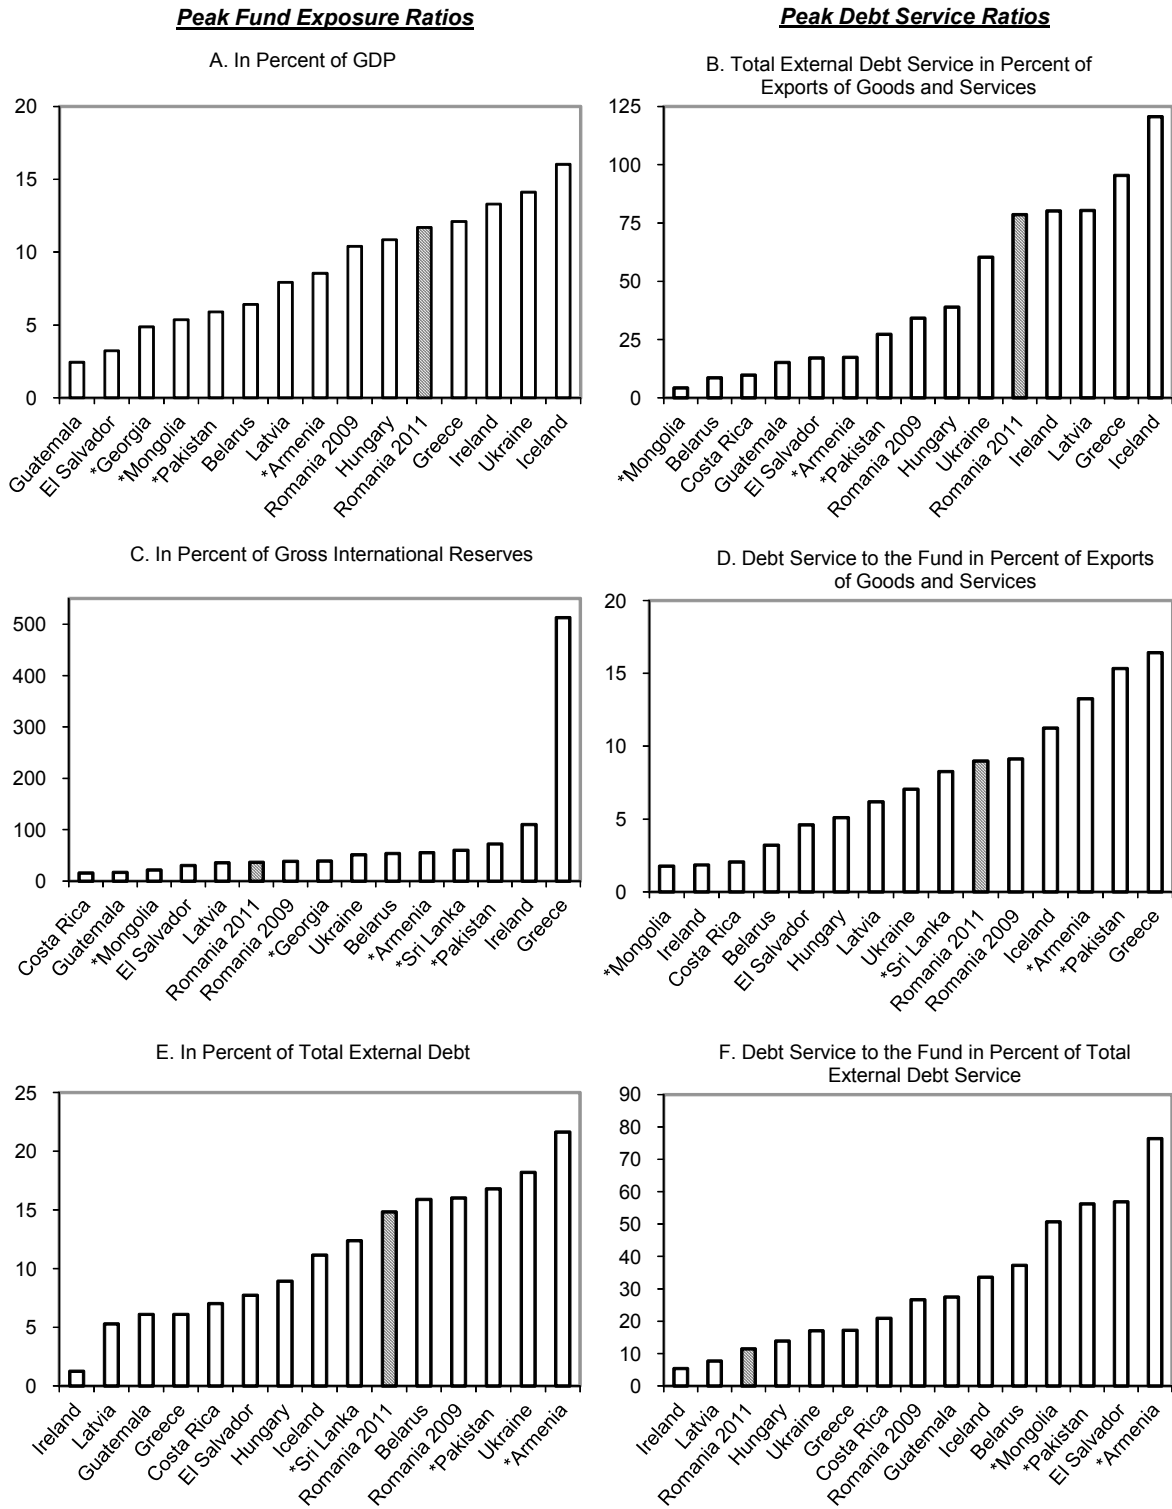 Peak Fund Exposure Ratios
A. In Percent of GDP
20
15
10
5
0
Guatemala
El Salvador
*Georgia
*Mongolia
*Pakistan
Belarus
Latvia
*Armenia
Romania 2009
Hungary
Romania 2011
Greece
Ireland
Ukraine
Iceland
Peak Debt Service Ratios
B. Total External Debt Service in Percent of
Exports of Goods and Services
125
100
75
50
25
0
*Mongolia
Belarus
Costa Rica
Guatemala
El Salvador
*Armenia
*Pakistan
Romania 2009
Hungary
Ukraine
Romania 2011
Ireland
Latvia
Greece
Iceland
C. In Percent of Gross International Reserves
500
400
300
200
100
0
Costa Rica
Guatemala
*Mongolia
El Salvador
Latvia
Romania 2011
Romania 2009
*Georgia
Ukraine
Belarus
*Armenia
*Sri Lanka
*Pakistan
Ireland
Greece
D. Debt Service to the Fund in Percent of Exports
of Goods and Services
20
15
10
5
0
*Mongolia
Ireland
Costa Rica
Belarus
El Salvador
Hungary
Latvia
Ukraine
*Sri Lanka
Romania 2011
Romania 2009
Iceland
*Armenia
*Pakistan
Greece
E. In Percent of Total External Debt
25
20
15
10
5
0
Ireland
Latvia
Guatemala
Greece
Costa Rica
El Salvador
Hungary
Iceland
*Sri Lanka
Romania 2011
Belarus
Romania 2009
*Pakistan
Ukraine
*Armenia
F. Debt Service to the Fund in Percent of Total
External Debt Service
90
80
70
60
50
40
30
20
10
0
Ireland
Latvia
Romania 2011
Hungary
Ukraine
Greece
Costa Rica
Romania 2009
Guatemala
Iceland
Belarus
*Mongolia
*Pakistan
El Salvador
*Armenia